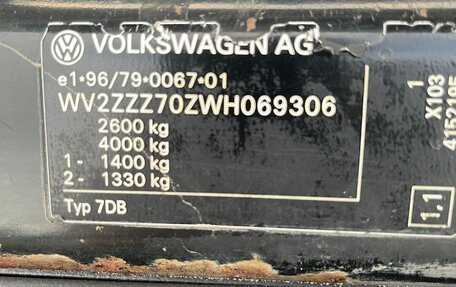 VOLKSWAGEN AG
e1*96/79*0067*01
WV2ZZZ70ZWH069306
2600 kg
4000 kg
1- 1400 kg
2- 1330 kg
Typ 7DB
1
X103
4152195
1.1